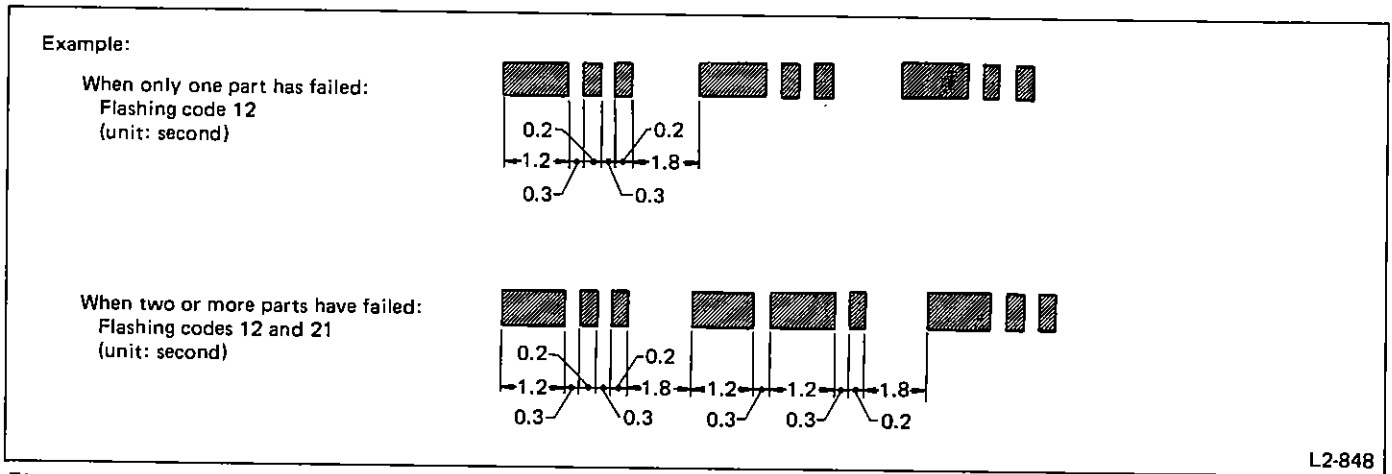 Example:
When only one part has failed:
Flashing code 12
(unit: second)
0.2
0.2
1.2
1.8
0.3
0.3
When two or more parts have failed:
Flashing codes 12 and 21
(unit: second)
0.2
0.2
1.2
1.8
1.2
1.2
1.8
0.3
0.3
0.3
0.3
0.2
L2-848